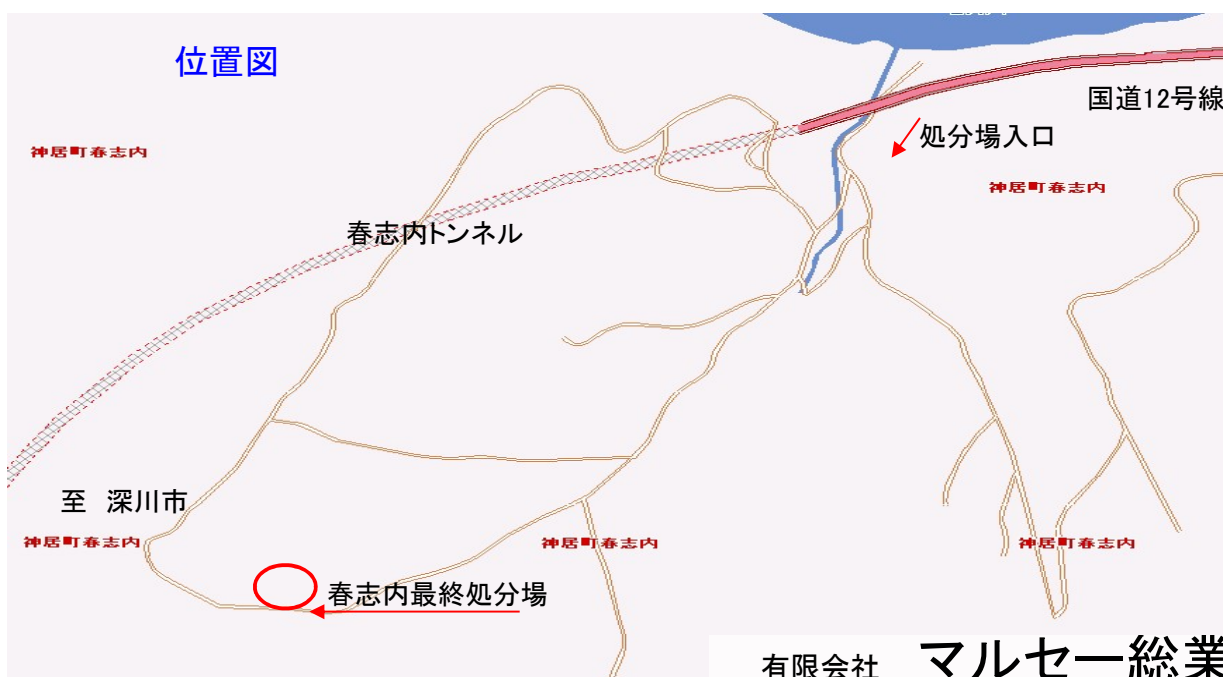 位置図
国道12号線
処分場入口
神居町春志内
神居町春志内
春志内トンネル
至 深川市
神居町春志内
神居町春志内
神居町春志内
春志内最終処分場
有限会社 マルセー総業